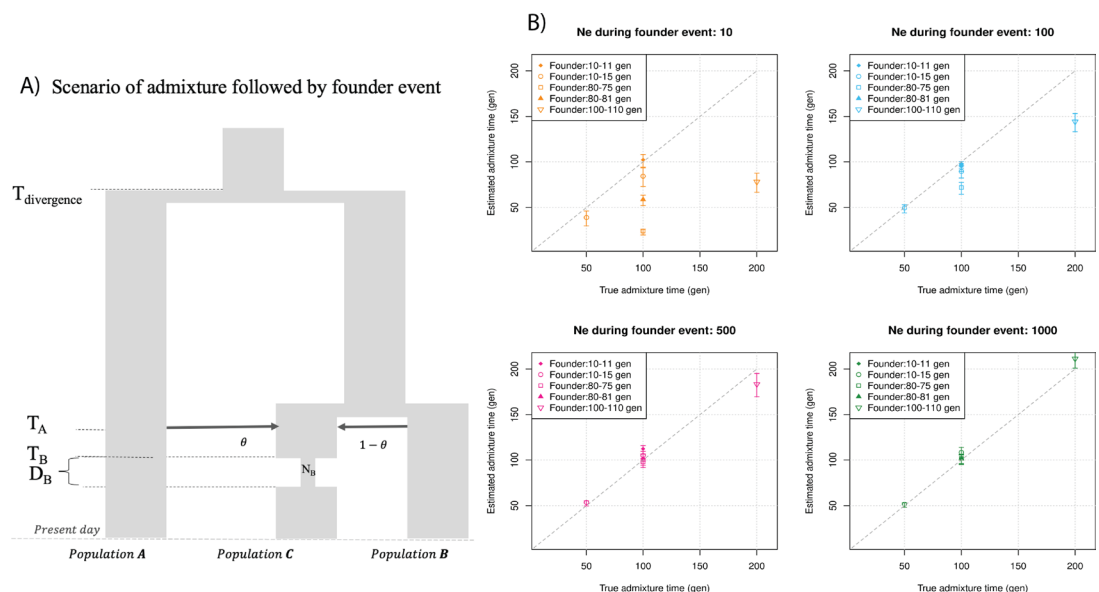 A) Scenario of admixture followed by founder event
T divergence
T A
θ
1 − θ
T B
D B
N B
Present day
Population A
Population C
Population B
B)
Ne during founder event: 10
Founder:10-11 gen
Founder:10-15 gen
Founder:80-75 gen
Founder:80-81 gen
Founder:100-110 gen
200
150
100
50
Estimated admixture time (gen)
50 100 150 200
True admixture time (gen)
Ne during founder event: 100
Founder:10-11 gen
Founder:10-15 gen
Founder:80-75 gen
Founder:80-81 gen
Founder:100-110 gen
200
150
100
50
Estimated admixture time (gen)
50 100 150 200
True admixture time (gen)
Ne during founder event: 500
Founder:10-11 gen
Founder:10-15 gen
Founder:80-75 gen
Founder:80-81 gen
Founder:100-110 gen
200
150
100
50
Estimated admixture time (gen)
50 100 150 200
True admixture time (gen)
Ne during founder event: 1000
Founder:10-11 gen
Founder:10-15 gen
Founder:80-75 gen
Founder:80-81 gen
Founder:100-110 gen
200
150
100
50
Estimated admixture time (gen)
50 100 150 200
True admixture time (gen)